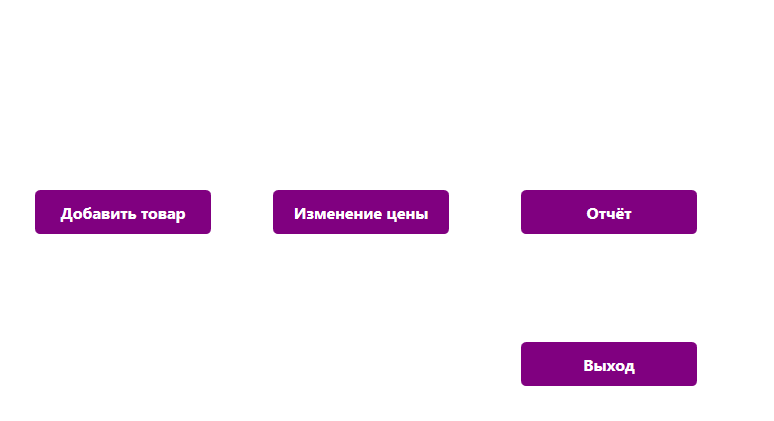 Добавить товар
Изменение цены
Отчёт
Выход